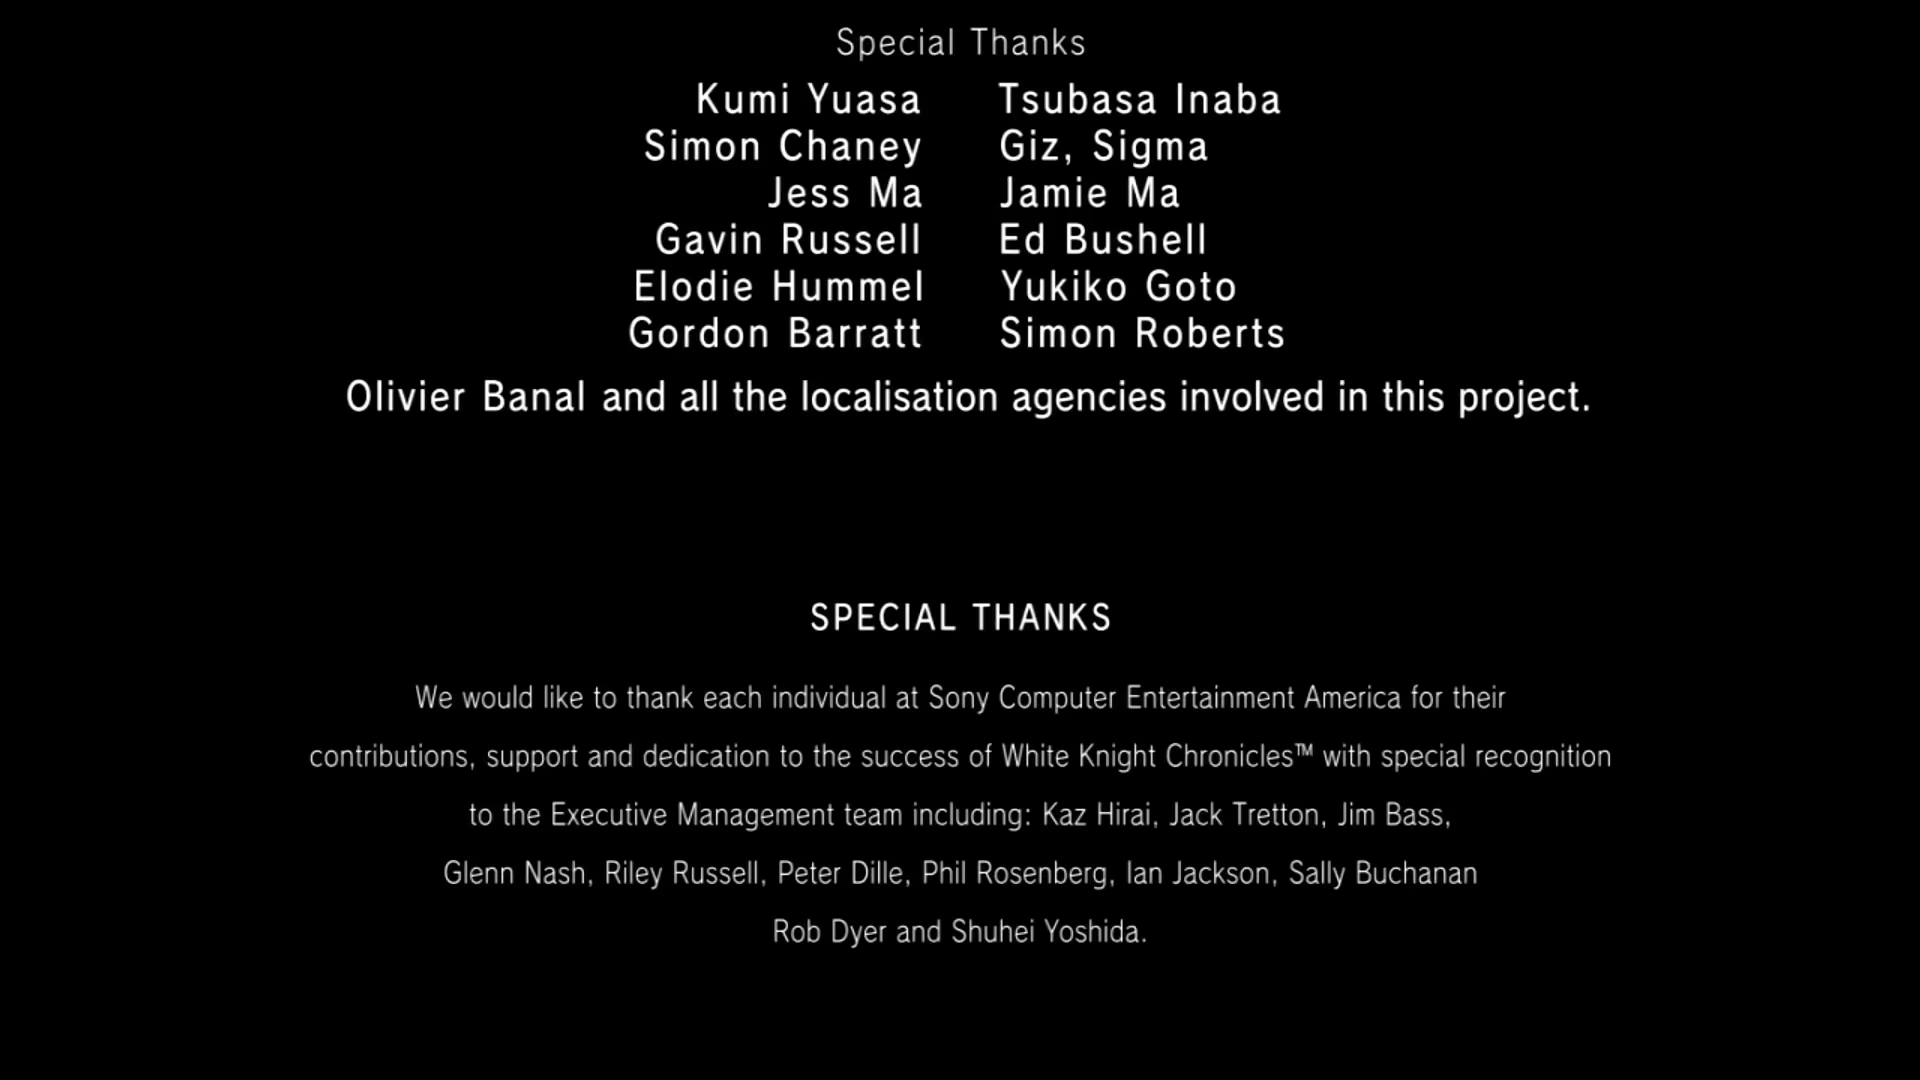 Special Thanks
Kumi Yuasa Tsubasa Inaba
Simon Chaney Giz, Sigma
Jess Ma Jamie Ma
Gavin Russell Ed Bushell
Elodie Hummel Yukiko Goto
Gordon Barratt Simon Roberts
Olivier Banal and all the localisation agencies involved in this project.
SPECIAL THANKS
We would like to thank each individual at Sony Computer Entertainment America for their
contributions, support and dedication to the success of White Knight Chronicles™ with special recognition
to the Executive Management team including: Kaz Hirai, Jack Tretton, Jim Bass,
Glenn Nash, Riley Russell, Peter Dille, Phil Rosenberg, Ian Jackson, Sally Buchanan
Rob Dyer and Shuhei Yoshida.